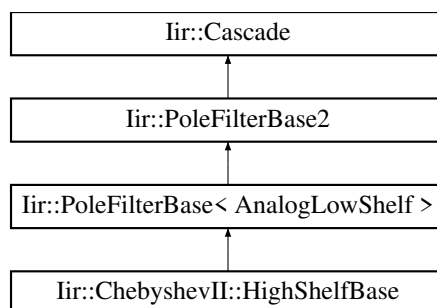 Iir::Cascade
Iir::PoleFilterBase2
Iir::PoleFilterBase< AnalogLowShelf >
Iir::ChebyshevII::HighShelfBase